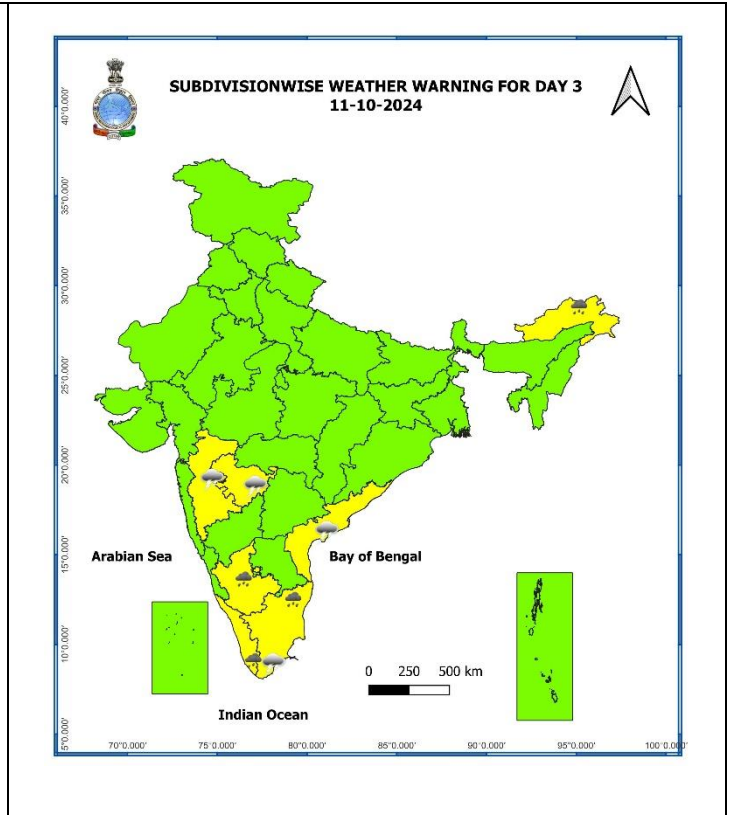 SUBDIVISIONWISE WEATHER WARNING FOR DAY 3
11-10-2024
40°0.000'
35°0.000'
30°0.000'
25°0.000'
20°0.000'
15°0.000'
10°0.000'
5°0.000'
Arabian Sea
Bay of Bengal
0 250 500 km
Indian Ocean
70°0.000' 75°0.000' 80°0.000' 85°0.000' 90°0.000' 95°0.000' 100°0.000'